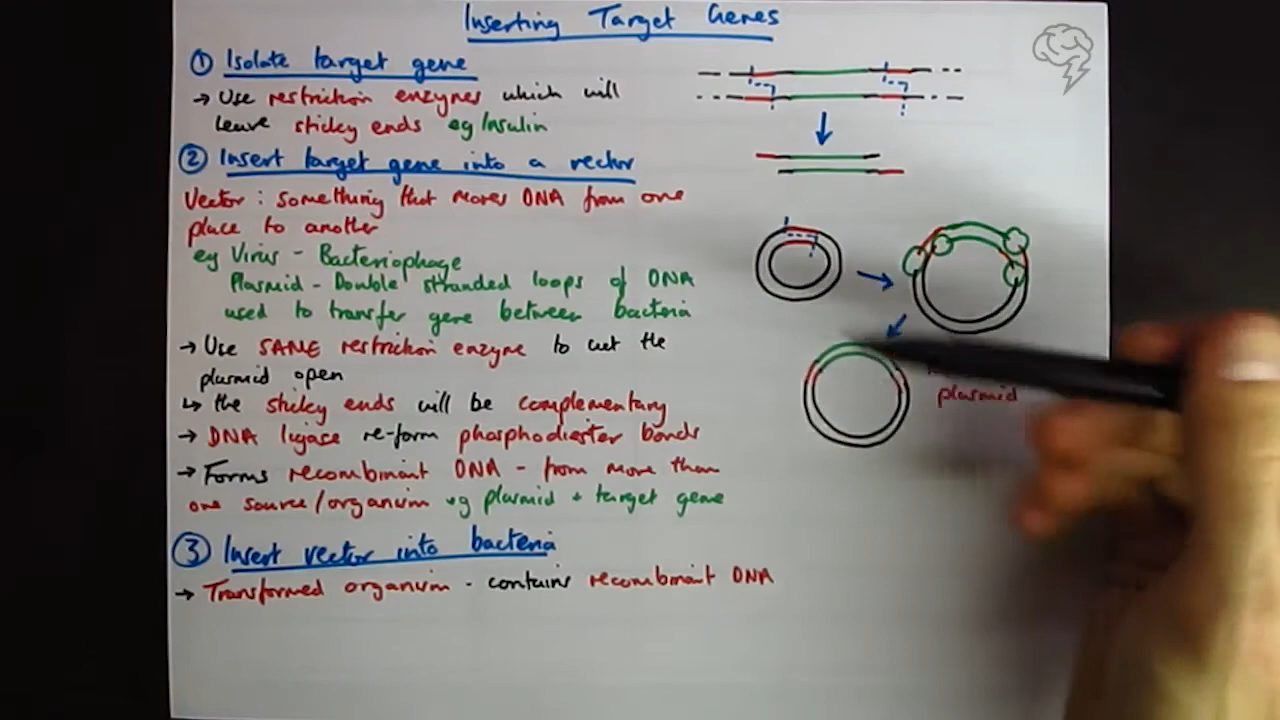 Inserting Target Genes
① Isolate target gene
→ Use restriction enzymes which will
leave sticky ends eg Insulin
② Insert target gene into a vector
Vector : Something that moves DNA from one
place to another
eg Virus - Bacteriophage
Plasmid - Double stranded loops of DNA
used to transfer gene between bacteria
→ Use SAME restriction enzyme to cut the
plasmid open
↳ the sticky ends will be complementary
→ DNA ligase re-form phosphodiester bonds
→ Forms recombinant DNA - from more than
one source/organism eg plasmid + target gene
③ Insert vector into bacteria
→ Transformed organism - contains recombinant DNA
plasmid